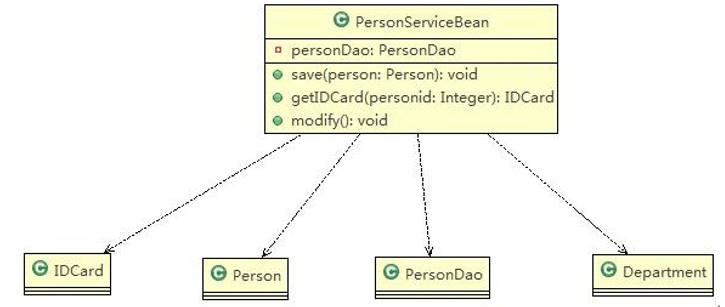 PersonServiceBean
personDao: PersonDao
save(person: Person): void
getIDCard(personid: Integer): IDCard
modify(): void
IDCard
Person
PersonDao
Department